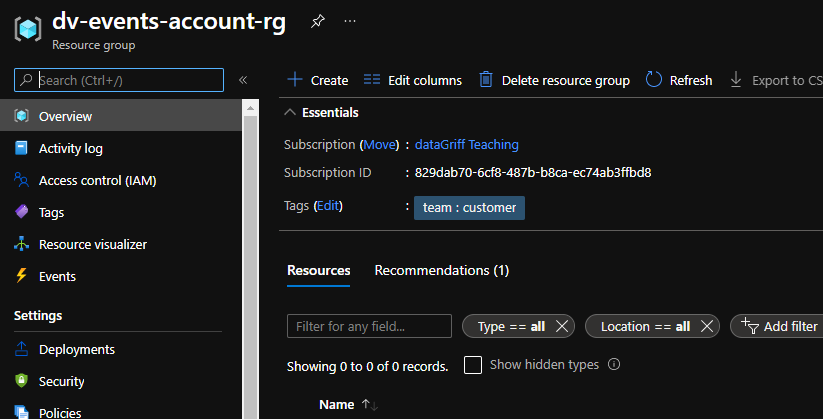 dv-events-account-rg
Resource group
Search (Ctrl+/)
Overview
Activity log
Access control (IAM)
Tags
Resource visualizer
Events
Settings
Deployments
Security
Policies
Create Edit columns Delete resource group Refresh Export to CS
Essentials
Subscription (Move) : dataGriff Teaching
Subscription ID : 829dab70-6cf8-487b-b8ca-ec74ab3ffbd8
Tags (Edit) : team : customer
Resources Recommendations (1)
Filter for any field... Type == all Location == all Add filter
Showing 0 to 0 of 0 records. Show hidden types
Name